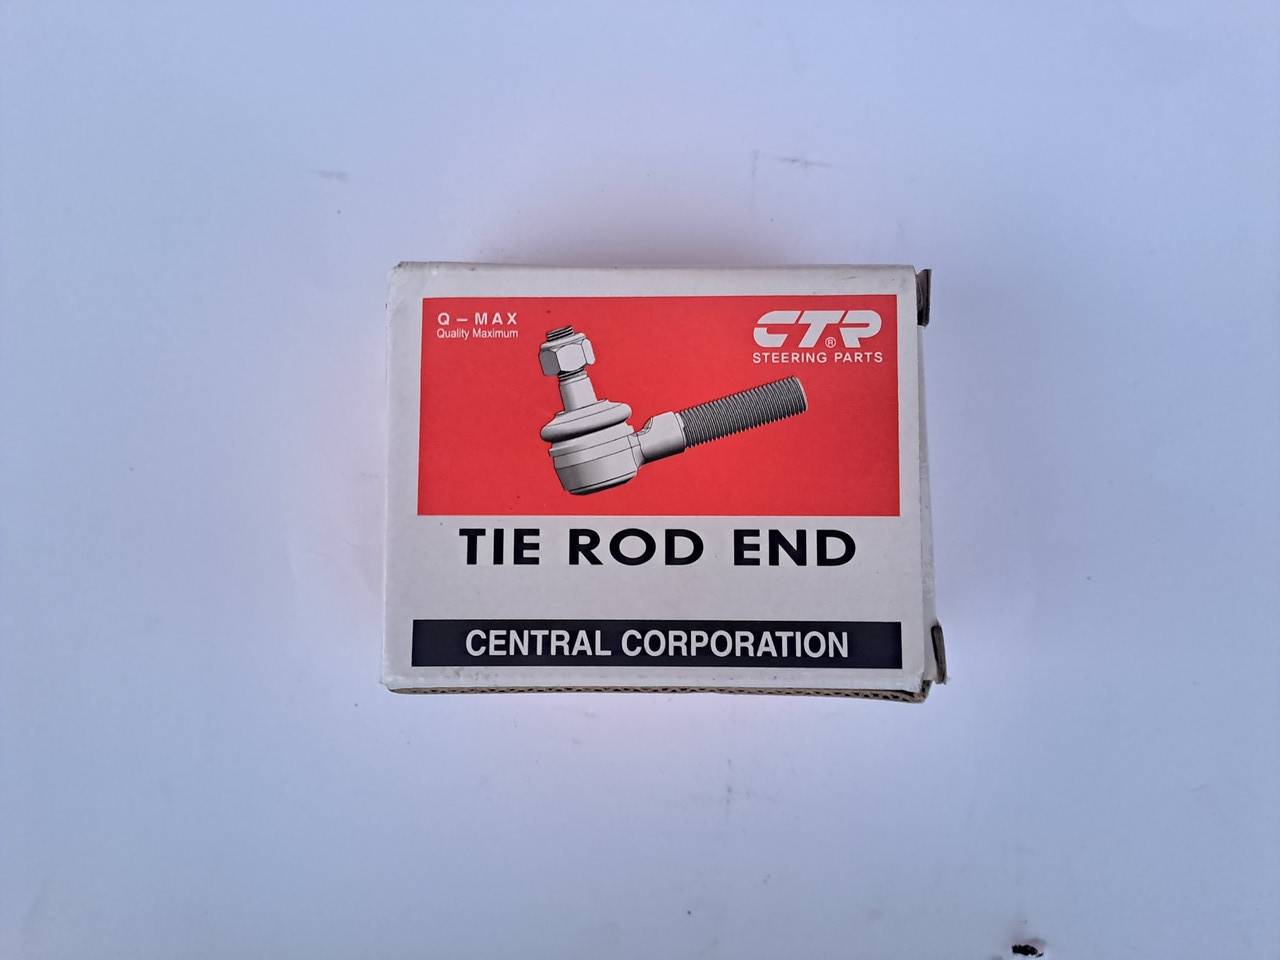 Q – MAX
Quality Maximum
CTR®
STEERING PARTS
TIE ROD END
CENTRAL CORPORATION